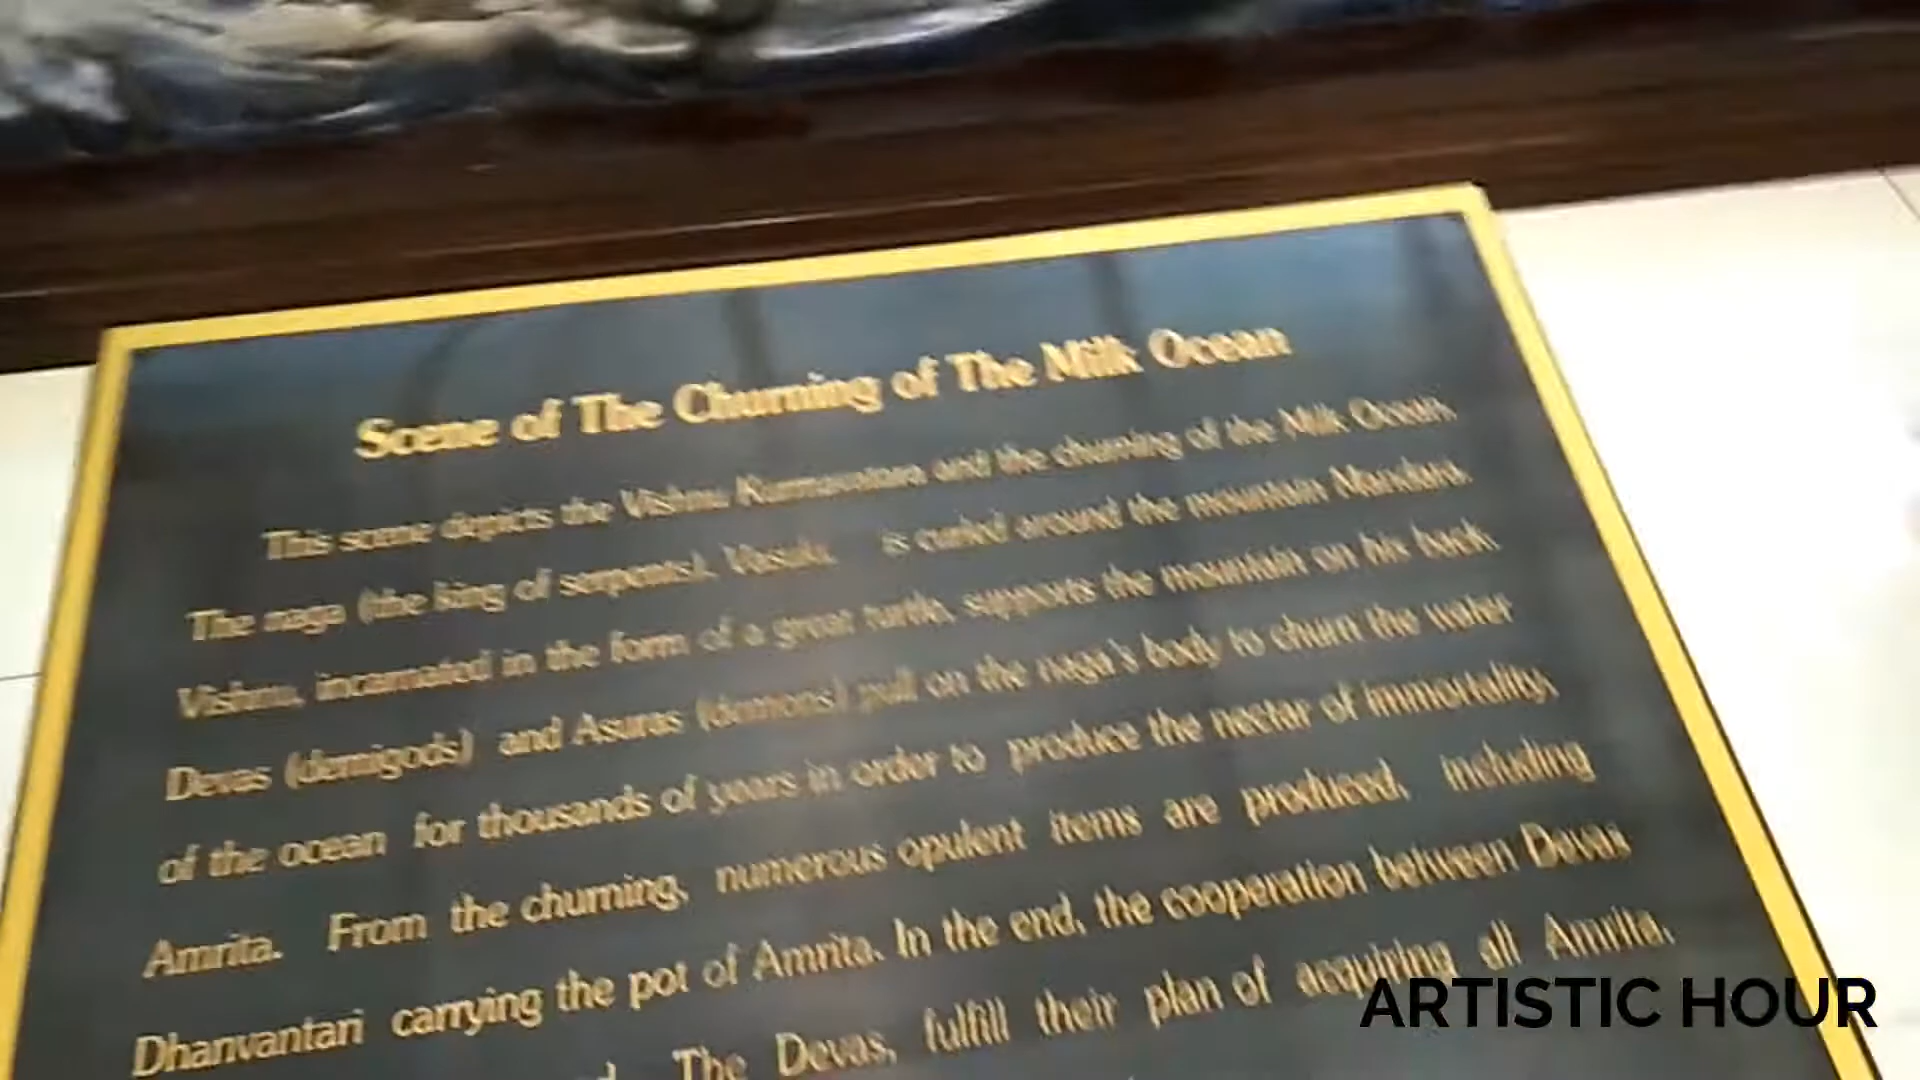 Scene of The Churning of The Milk Ocean
This scene depicts the Vishnu Kurmavatara and the churning of the Milk Ocean.
The naga (the king of serpents), Vasuki, is curled around the mountain Mandara.
Vishnu, incarnated in the form of a great turtle, supports the mountain on his back.
Devas (demigods) and Asuras (demons) pull on the naga's body to churn the water
of the ocean for thousands of years in order to produce the nectar of immortality,
Amrita. From the churning, numerous opulent items are produced, including
Dhanvantari carrying the pot of Amrita. In the end, the cooperation between Devas
The Devas, fulfill their plan of acquiring all Amrita,
ARTISTIC HOUR